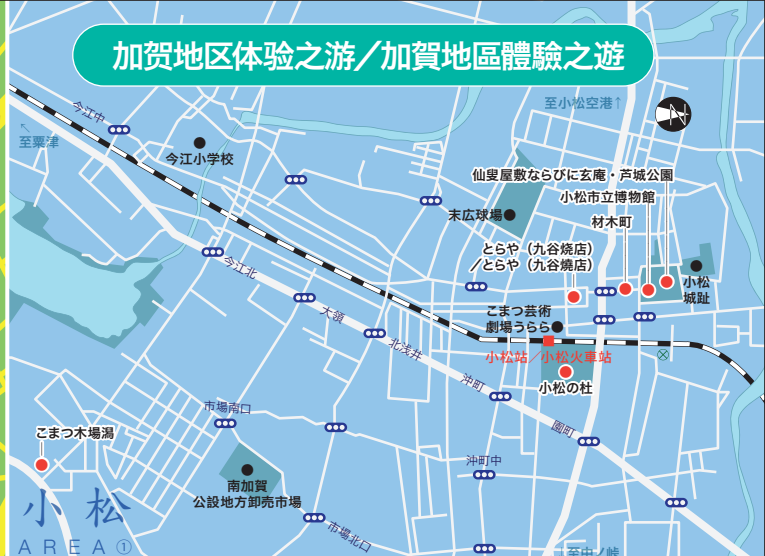 加贺地区体验之游／加賀地區體驗之遊
今江中
↖
至粟津
今江小学校
至小松空港↑
仙叟屋敷ならびに玄庵・芦城公園
小松市立博物館
末広球場
材木町
とらや（九谷烧店）
／とらや（九谷燒店）
小松
城趾
今江北
大領
こまつ芸術
劇場うらら
北浅井
小松站／小松火車站
小松の杜
沖町
市場南口
園町
こまつ木場潟
沖町中
南加賀
公設地方卸売市場
市場北口
↓至中ノ峠
小松
AREA①